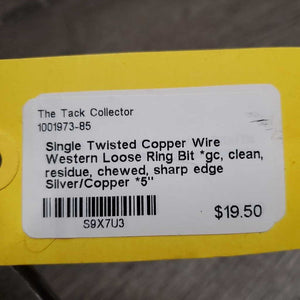 The Tack Collector
1001973-85
Single Twisted Copper Wire
Western Loose Ring Bit *gc, clean,
residue, chewed, sharp edge
Silver/Copper *5"
S9X7U3
$19.50